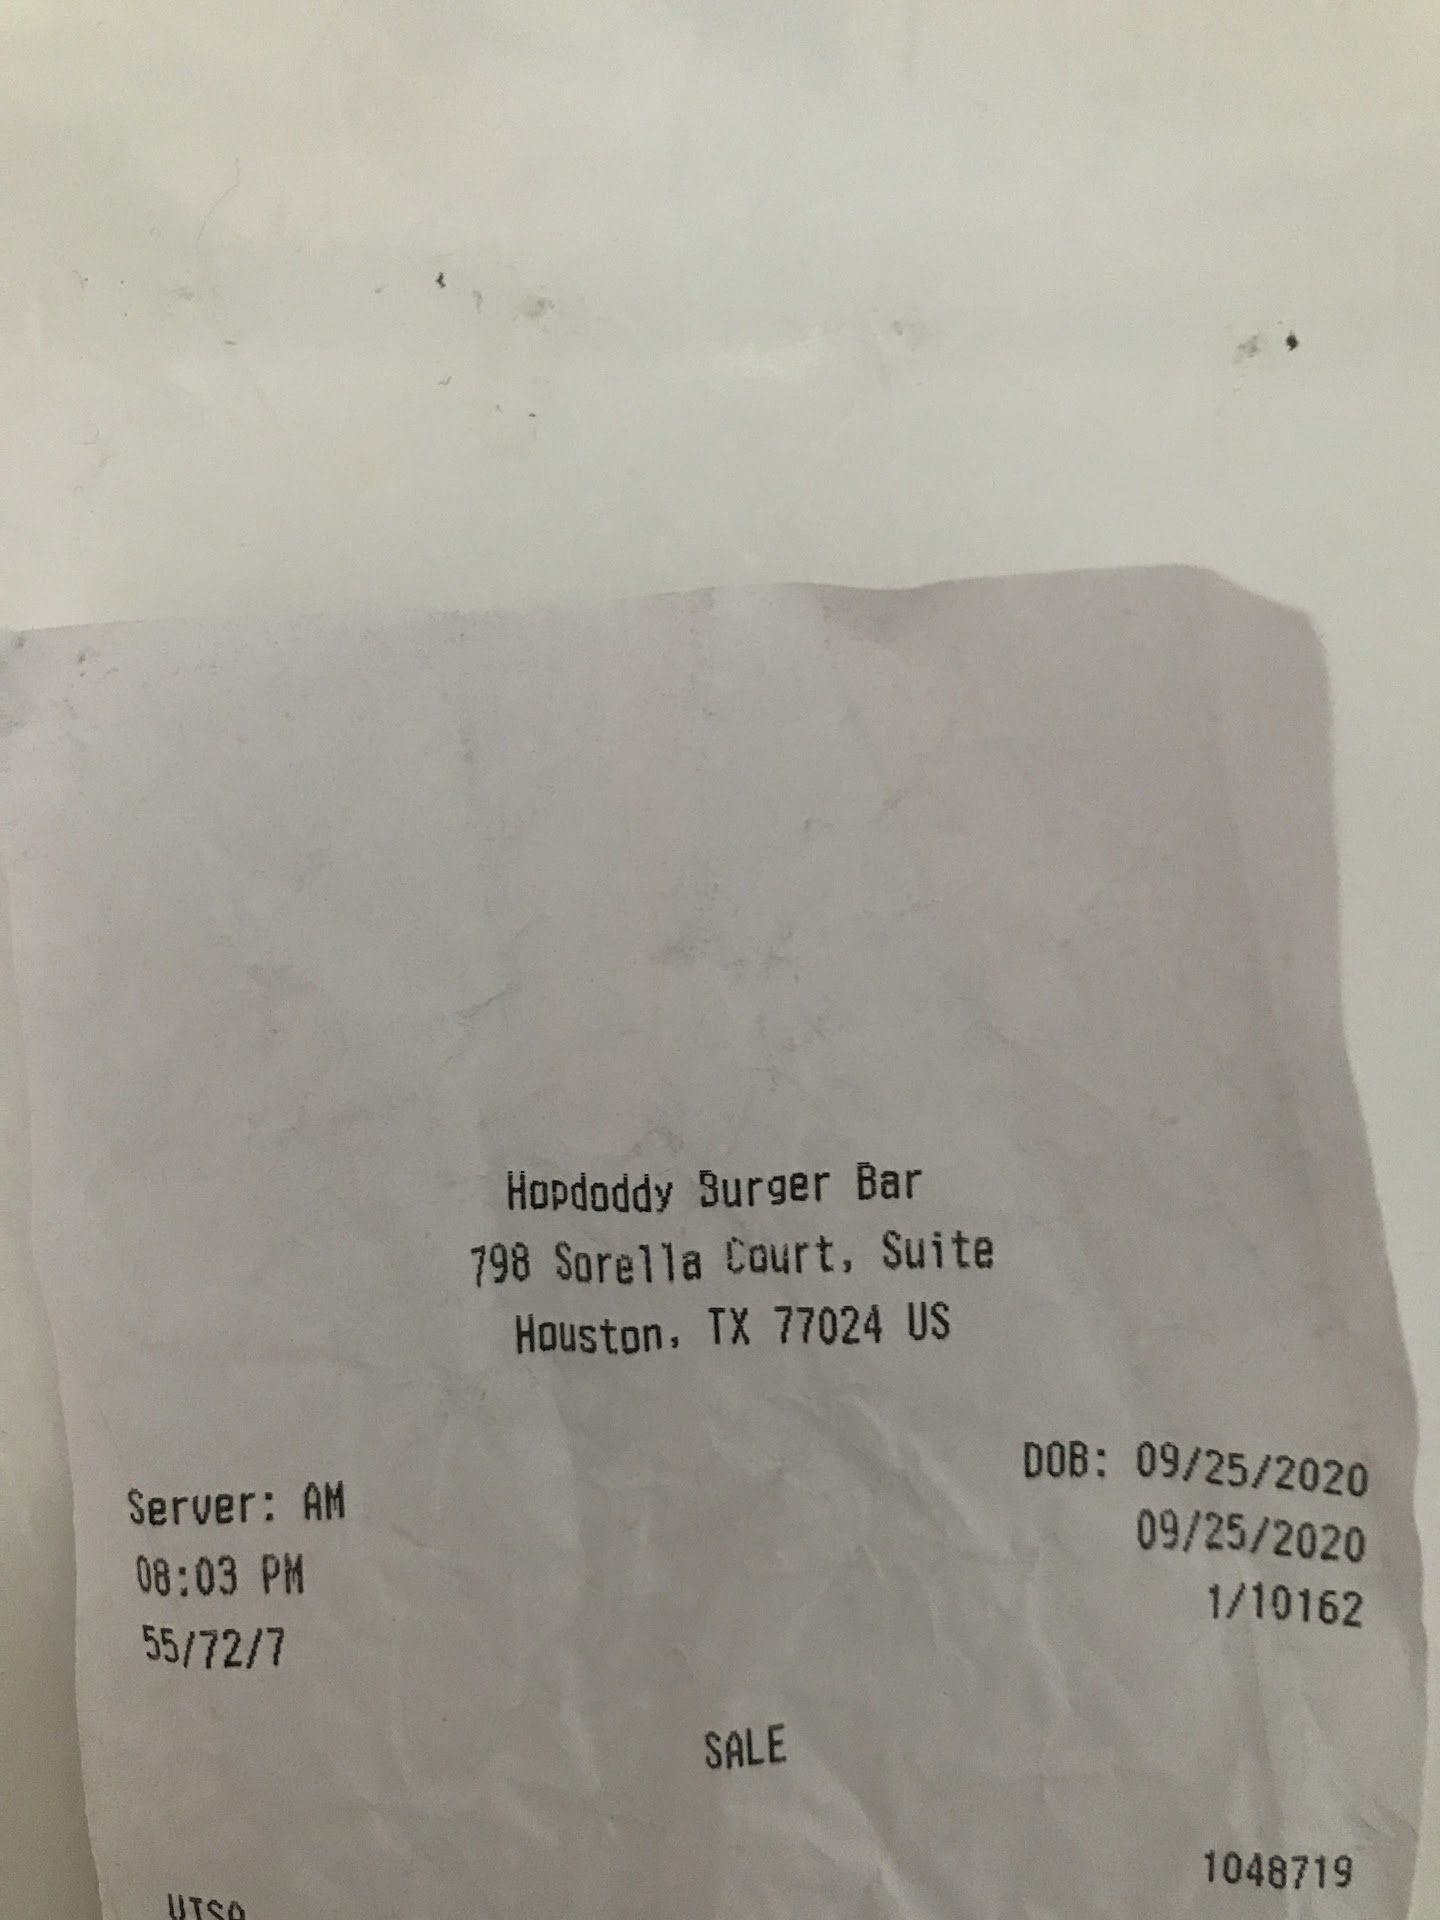 Hopdoddy Burger Bar
798 Sorella Court, Suite
Houston, TX 77024 US
DOB: 09/25/2020
Server: AM
09/25/2020
08:03 PM
1/10162
55/72/7
SALE
1048719
VISA